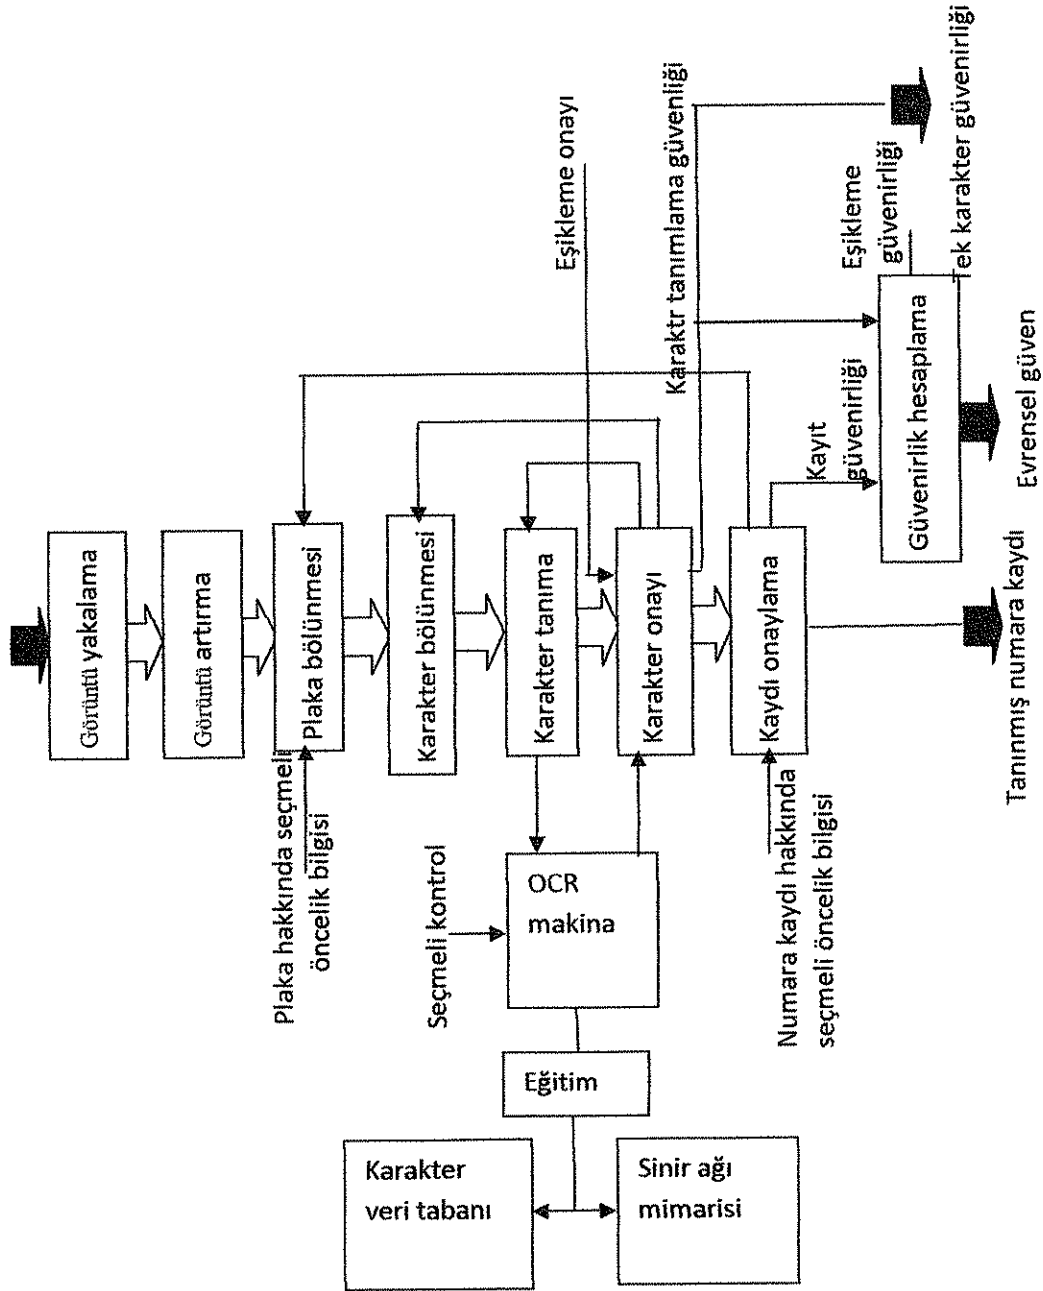 Görüntü yakalama
Görüntü artırma
Plaka hakkında seçmeli
öncelik bilgisi
Plaka bölünmesi
Karakter bölünmesi
Seçmeli kontrol
Karakter tanıma
Eşikleme onayı
OCR
makina
Eğitim
Karakter
veri tabanı
Sinir ağı
mimarisi
Karakter onayı
Karaktr tanımlama güvenliği
Numara kaydı hakkında
seçmeli öncelik bilgisi
Kaydı onaylama
Kayıt
güvenirliği
Eşikleme
güvenirliği
Güvenirlik hesaplama
Tek karakter güvenirliği
Tanınmış numara kaydı
Evrensel güven